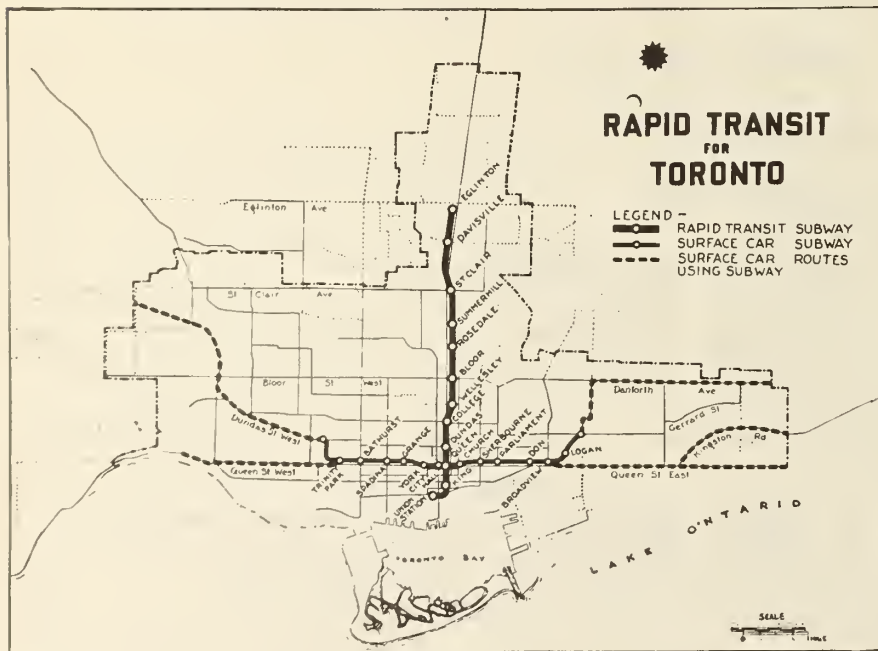 RAPID TRANSIT
FOR
TORONTO
LEGEND –
RAPID TRANSIT SUBWAY
SURFACE CAR SUBWAY
SURFACE CAR ROUTES
USING SUBWAY
EGLINTON
DAVISVILLE
ST CLAIR
SUMMERHILL
ROSEDALE
BLOOR
WELLESLEY
COLLEGE
DUNDAS
QUEEN
KING
UNION
STATION
TRINITY
PARK
BATHURST
SPADINA
GRANGE
YORK
CITY
HALL
CHURCH
SHERBOURNE
PARLIAMENT
DON
BROADVIEW
LOGAN
Eglinton Ave
St Clair Ave
Bloor St West
Dundas St West
Queen St West
Danforth Ave
Gerrard St
Kingston Rd
Queen St East
TORONTO BAY
LAKE ONTARIO
SCALE
0 1 MILE